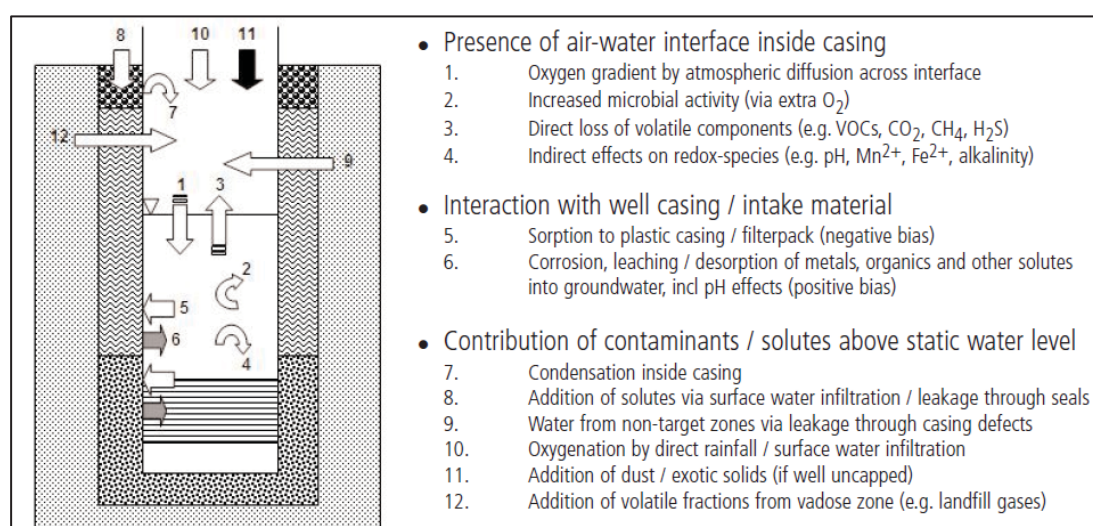 8 10 11
7
12
9
1 3
2
5
6
4
• Presence of air-water interface inside casing
1. Oxygen gradient by atmospheric diffusion across interface
2. Increased microbial activity (via extra O₂)
3. Direct loss of volatile components (e.g. VOCs, CO₂, CH₄, H₂S)
4. Indirect effects on redox-species (e.g. pH, Mn²⁺, Fe²⁺, alkalinity)
• Interaction with well casing / intake material
5. Sorption to plastic casing / filterpack (negative bias)
6. Corrosion, leaching / desorption of metals, organics and other solutes
into groundwater, incl pH effects (positive bias)
• Contribution of contaminants / solutes above static water level
7. Condensation inside casing
8. Addition of solutes via surface water infiltration / leakage through seals
9. Water from non-target zones via leakage through casing defects
10. Oxygenation by direct rainfall / surface water infiltration
11. Addition of dust / exotic solids (if well uncapped)
12. Addition of volatile fractions from vadose zone (e.g. landfill gases)